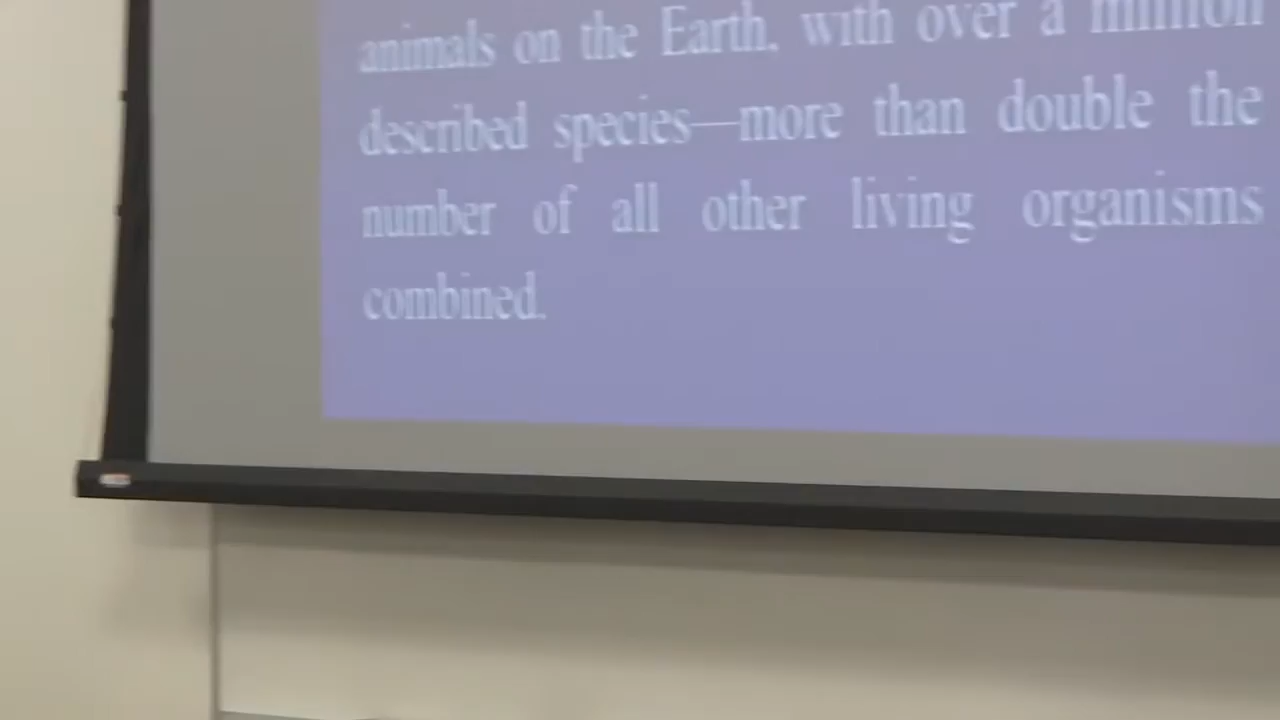 animals on the Earth, with over a million
described species—more than double the
number of all other living organisms
combined.